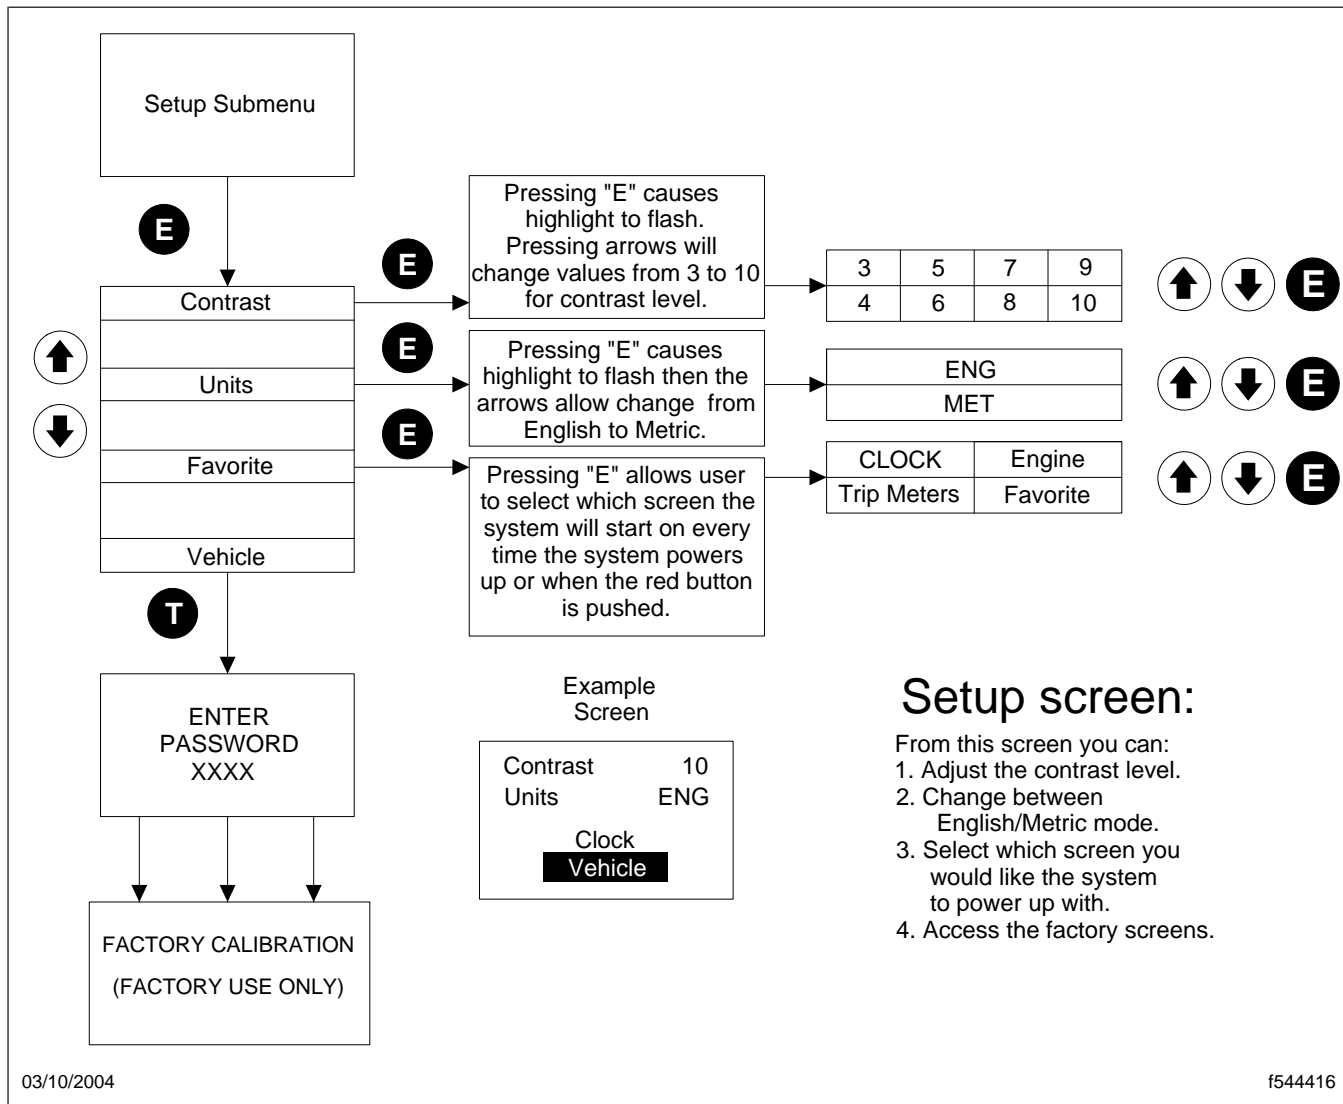 Setup Submenu
E
Contrast
Units
Favorite
Vehicle
E
Pressing "E" causes
highlight to flash.
Pressing arrows will
change values from 3 to 10
for contrast level.
3 5 7 9
4 6 8 10
E
E
Pressing "E" causes
highlight to flash then the
arrows allow change from
English to Metric.
ENG
MET
E
E
Pressing "E" allows user
to select which screen the
system will start on every
time the system powers
up or when the red button
is pushed.
CLOCK Engine
Trip Meters Favorite
E
T
ENTER
PASSWORD
XXXX
FACTORY CALIBRATION
(FACTORY USE ONLY)
Example
Screen
Contrast 10
Units ENG
Clock
Vehicle
Setup screen:
From this screen you can:
1. Adjust the contrast level.
2. Change between
English/Metric mode.
3. Select which screen you
would like the system
to power up with.
4. Access the factory screens.
03/10/2004
f544416